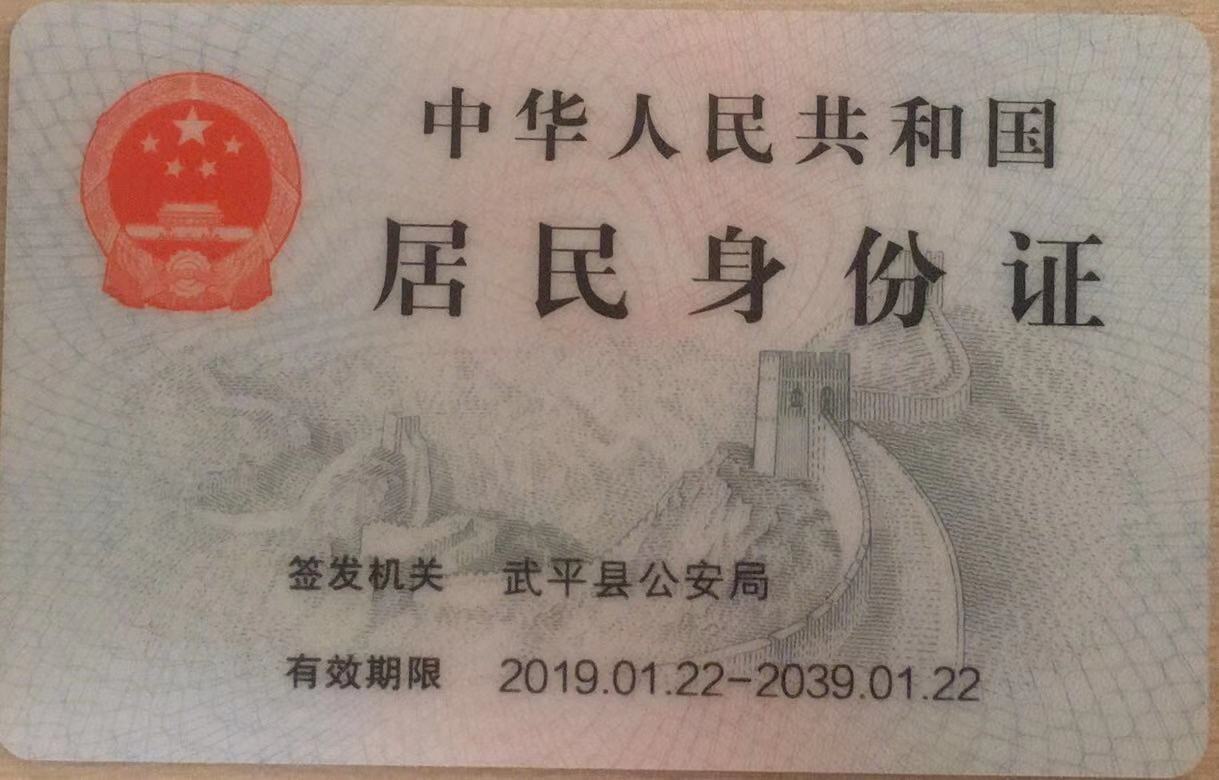 中华人民共和国
居民身份证
签发机关 武平县公安局
有效期限 2019.01.22-2039.01.22